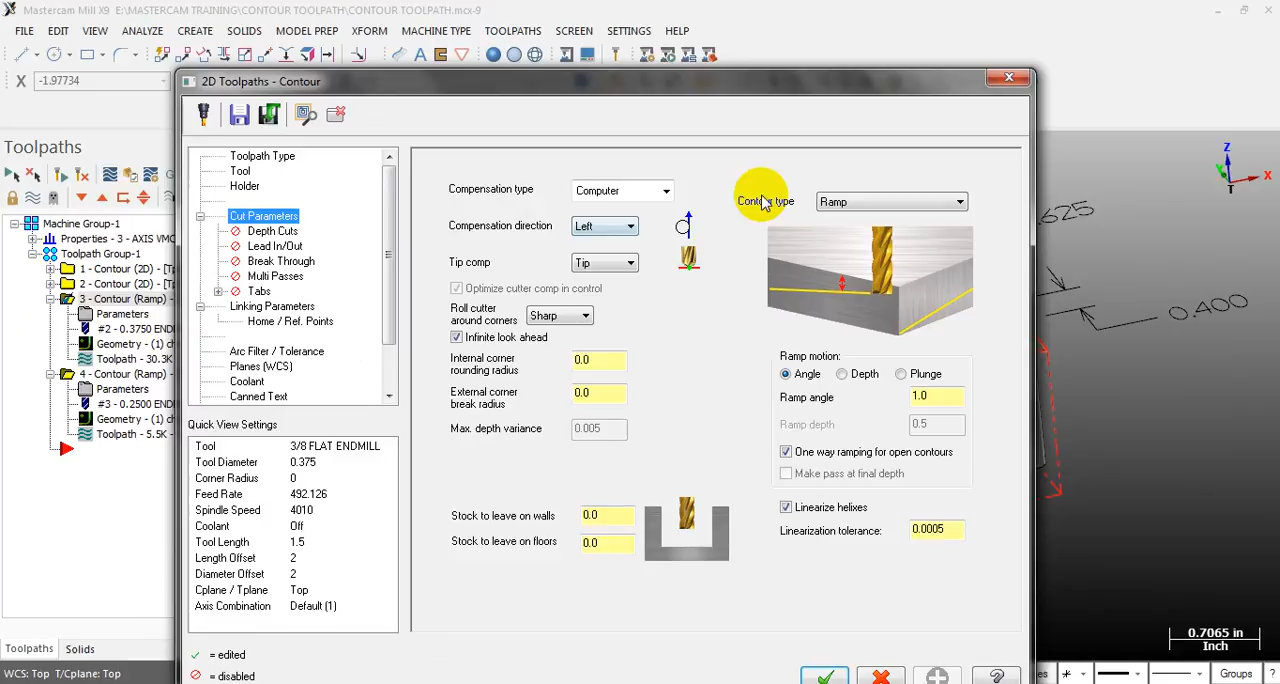 Mastercam Mill X9 E:\MASTERCAM TRAINING\CONTOUR TOOLPATH\CONTOUR TOOLPATH.mcx-9
FILE EDIT VIEW ANALYZE CREATE SOLIDS MODEL PREP XFORM MACHINE TYPE TOOLPATHS SCREEN SETTINGS HELP
X -1.97734
2D Toolpaths - Contour
Toolpaths
Machine Group-1
Properties - 3 - AXIS VMC
Toolpath Group-1
1 - Contour (2D) - [T
2 - Contour (2D) - [T
3 - Contour (Ramp) -
Parameters
#2 - 0.3750 END
Geometry - (1) ch
Toolpath - 30.3K
4 - Contour (Ramp) -
Parameters
#3 - 0.2500 END
Geometry - (1) ch
Toolpath - 5.5K
Toolpaths Solids
WCS: Top T/Cplane: Top
Toolpath Type
Tool
Holder
Cut Parameters
Depth Cuts
Lead In/Out
Break Through
Multi Passes
Tabs
Linking Parameters
Home / Ref. Points
Arc Filter / Tolerance
Planes (WCS)
Coolant
Canned Text
Quick View Settings
Tool 3/8 FLAT ENDMILL
Tool Diameter 0.375
Corner Radius 0
Feed Rate 492.126
Spindle Speed 4010
Coolant Off
Tool Length 1.5
Length Offset 2
Diameter Offset 2
Cplane / Tplane Top
Axis Combination Default (1)
= edited
= disabled
Compensation type Computer
Compensation direction Left
Tip comp Tip
Optimize cutter comp in control
Roll cutter
around corners Sharp
Infinite look ahead
Internal corner
rounding radius 0.0
External corner
break radius 0.0
Max. depth variance 0.005
Stock to leave on walls 0.0
Stock to leave on floors 0.0
Contour type Ramp
Ramp motion:
Angle Depth Plunge
Ramp angle 1.0
Ramp depth 0.5
One way ramping for open contours
Make pass at final depth
Linearize helixes
Linearization tolerance: 0.0005
Z
X
Y
T
.625
0.400
0.7065 in
Inch
Groups ?